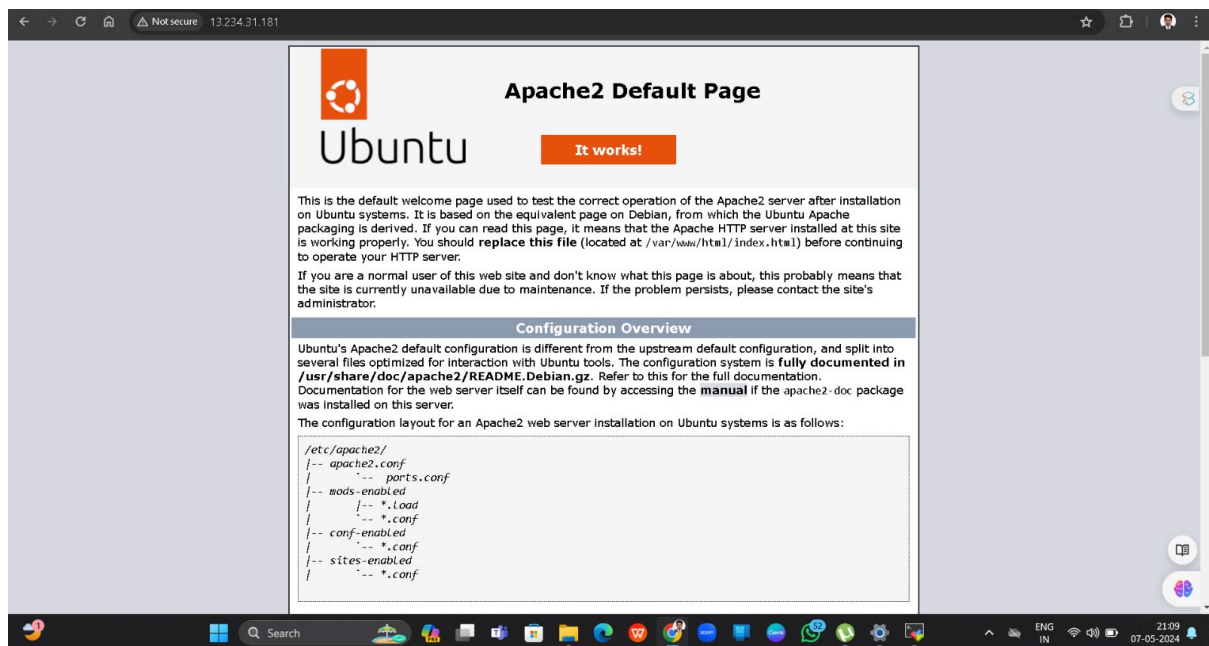 Not secure 13.234.31.181
Apache2 Default Page
Ubuntu
It works!
This is the default welcome page used to test the correct operation of the Apache2 server after installation
on Ubuntu systems. It is based on the equivalent page on Debian, from which the Ubuntu Apache
packaging is derived. If you can read this page, it means that the Apache HTTP server installed at this site
is working properly. You should replace this file (located at /var/www/html/index.html) before continuing
to operate your HTTP server.
If you are a normal user of this web site and don't know what this page is about, this probably means that
the site is currently unavailable due to maintenance. If the problem persists, please contact the site's
administrator.
Configuration Overview
Ubuntu's Apache2 default configuration is different from the upstream default configuration, and split into
several files optimized for interaction with Ubuntu tools. The configuration system is fully documented in
/usr/share/doc/apache2/README.Debian.gz. Refer to this for the full documentation.
Documentation for the web server itself can be found by accessing the manual if the apache2-doc package
was installed on this server.
The configuration layout for an Apache2 web server installation on Ubuntu systems is as follows:
/etc/apache2/
|-- apache2.conf
|       `--  ports.conf
|-- mods-enabled
|       |-- *.load
|       `-- *.conf
|-- conf-enabled
|       `-- *.conf
|-- sites-enabled
|       `-- *.conf
1
Search
PRE
zoom
Canva
52
ENG
IN
21:09
07-05-2024